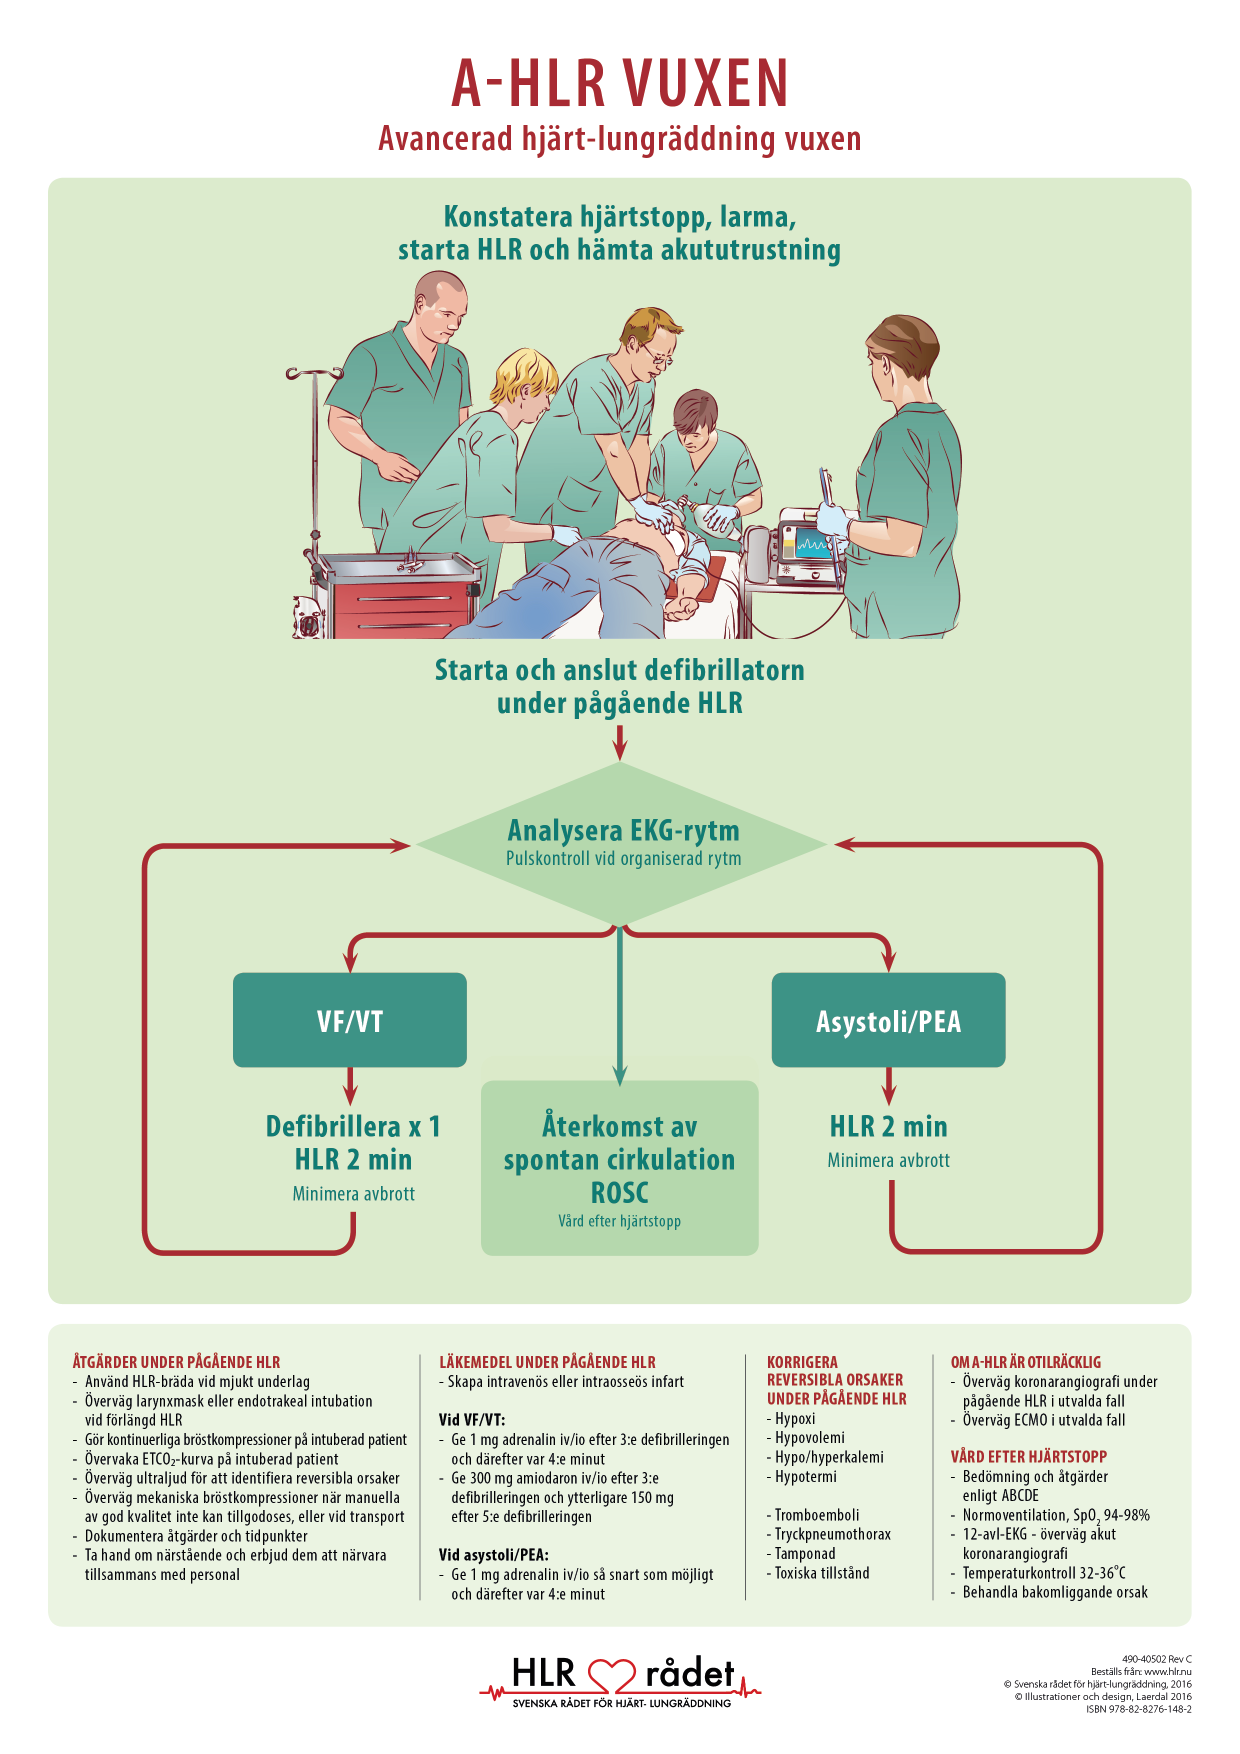 A-HLR VUXEN
Avancerad hjärt-lungräddning vuxen
Konstatera hjärtstopp, larma,
starta HLR och hämta akututrustning
Starta och anslut defibrillatorn
under pågående HLR
Analysera EKG-rytm
Pulskontroll vid organiserad rytm
VF/VT
Asystoli/PEA
Defibrillera x 1
HLR 2 min
Minimera avbrott
Återkomst av
spontan cirkulation
ROSC
Vård efter hjärtstopp
HLR 2 min
Minimera avbrott
ÅTGÄRDER UNDER PÅGÅENDE HLR
- Använd HLR-bräda vid mjukt underlag
- Överväg larynxmask eller endotrakeal intubation
vid förlängd HLR
- Gör kontinuerliga bröstkompressioner på intuberad patient
- Övervaka ETCO₂-kurva på intuberad patient
- Överväg ultraljud för att identifiera reversibla orsaker
- Överväg mekaniska bröstkompressioner när manuella
av god kvalitet inte kan tillgodoses, eller vid transport
- Dokumentera åtgärder och tidpunkter
- Ta hand om närstående och erbjud dem att närvara
tillsammans med personal
LÄKEMEDEL UNDER PÅGÅENDE HLR
- Skapa intravenös eller intraosseös infart
Vid VF/VT:
- Ge 1 mg adrenalin iv/io efter 3:e defibrilleringen
och därefter var 4:e minut
- Ge 300 mg amiodaron iv/io efter 3:e
defibrilleringen och ytterligare 150 mg
efter 5:e defibrilleringen
Vid asystoli/PEA:
- Ge 1 mg adrenalin iv/io så snart som möjligt
och därefter var 4:e minut
KORRIGERA
REVERSIBLA ORSAKER
UNDER PÅGÅENDE HLR
- Hypoxi
- Hypovolemi
- Hypo/hyperkalemi
- Hypotermi
- Tromboemboli
- Tryckpneumothorax
- Tamponad
- Toxiska tillstånd
OM A-HLR ÄR OTILRÄCKLIG
- Överväg koronarangiografi under
pågående HLR i utvalda fall
- Överväg ECMO i utvalda fall
VÅRD EFTER HJÄRTSTOPP
- Bedömning och åtgärder
enligt ABCDE
- Normoventilation, SpO₂ 94-98%
- 12-avl-EKG - överväg akut
koronarangiografi
- Temperaturkontroll 32-36°C
- Behandla bakomliggande orsak
HLR rådet
SVENSKA RÅDET FÖR HJÄRT- LUNGRÄDDNING
490-40502 Rev C
Beställs från: www.hlr.nu
© Svenska rådet för hjärt-lungräddning, 2016
© Illustrationer och design, Laerdal 2016
ISBN 978-82-8276-148-2